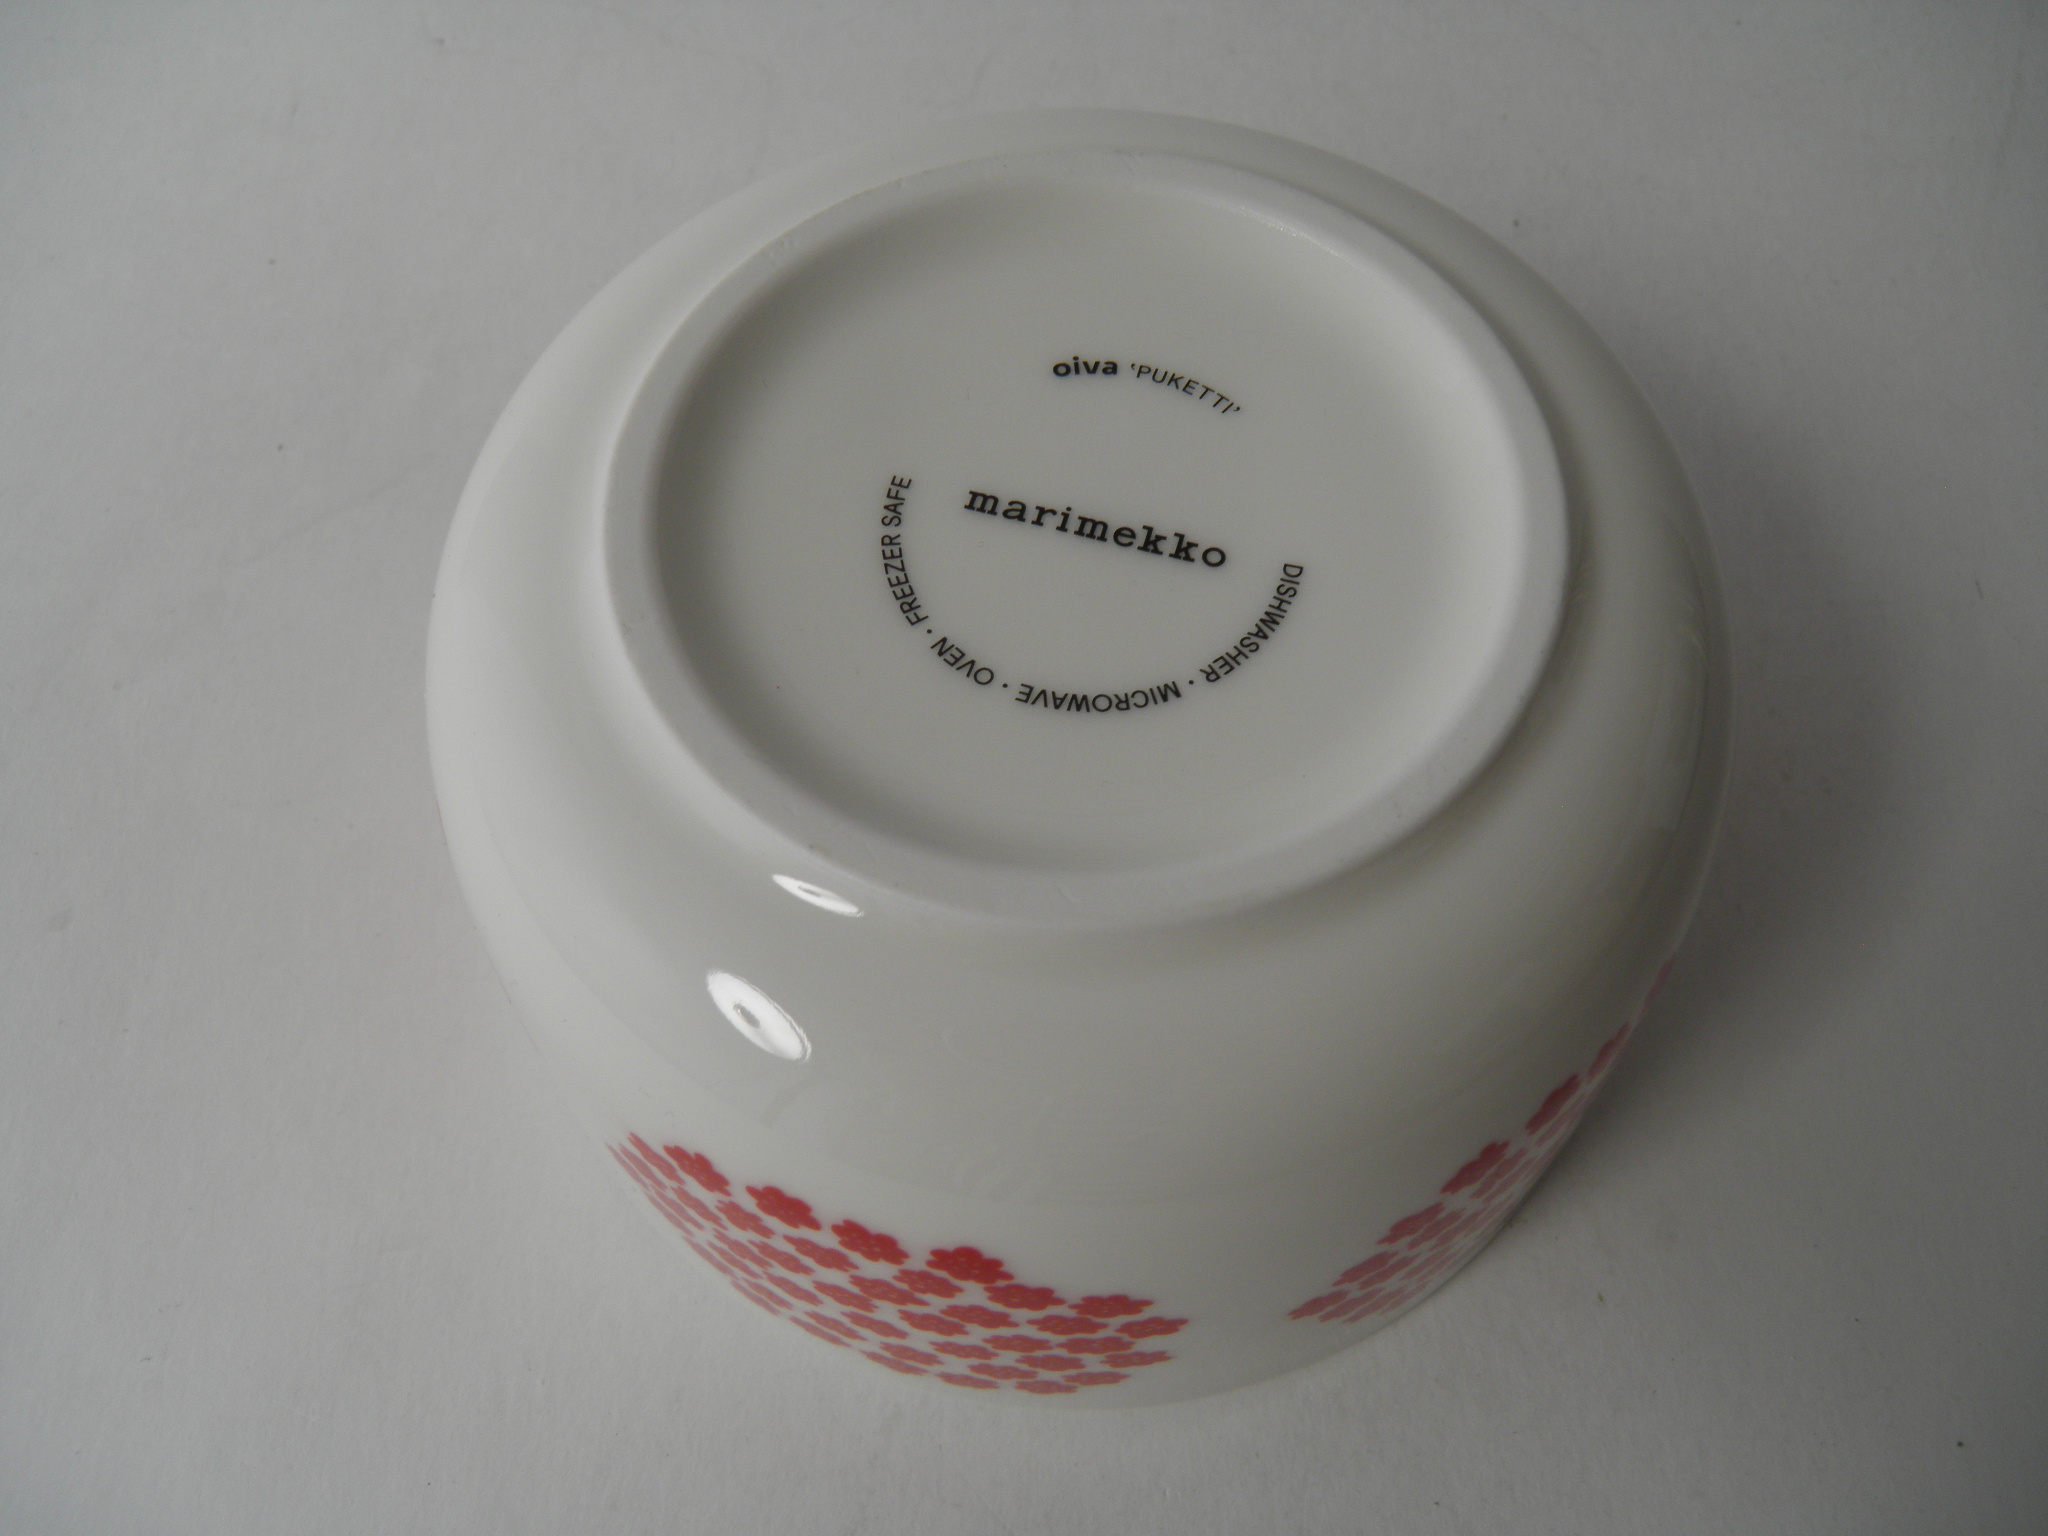 oiva ‘PUKETTI’
marimekko
DISHWASHER · MICROWAVE · OVEN · FREEZER SAFE